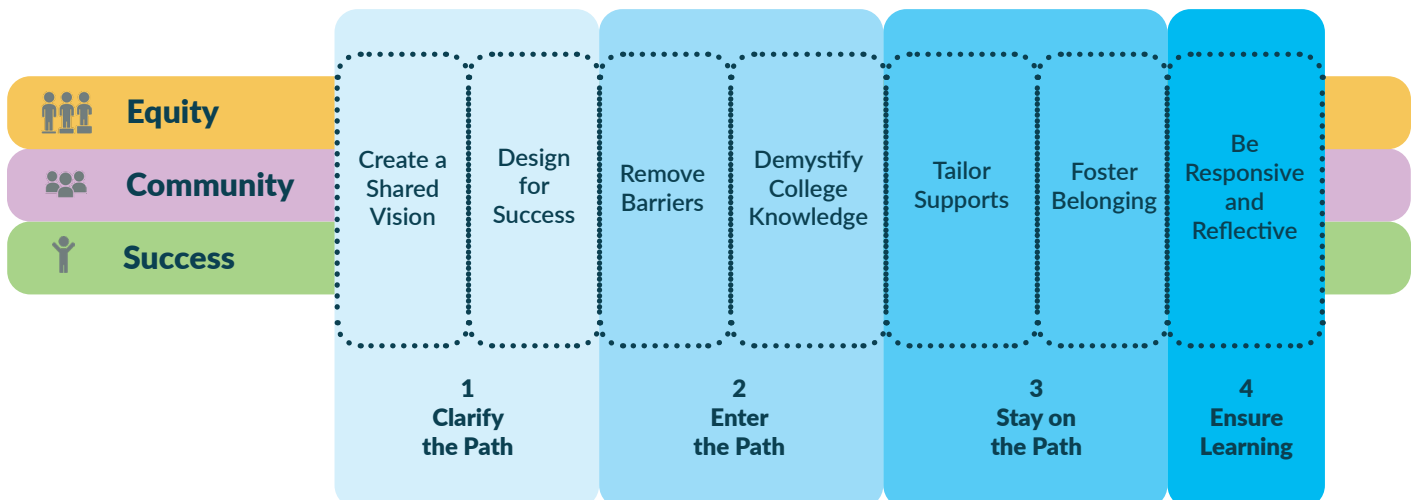 Equity
Community
Success
Create a
Shared
Vision
Design
for
Success
Remove
Barriers
Demystify
College
Knowledge
Tailor
Supports
Foster
Belonging
Be
Responsive
and
Reflective
1
Clarify
the Path
2
Enter
the Path
3
Stay on
the Path
4
Ensure
Learning